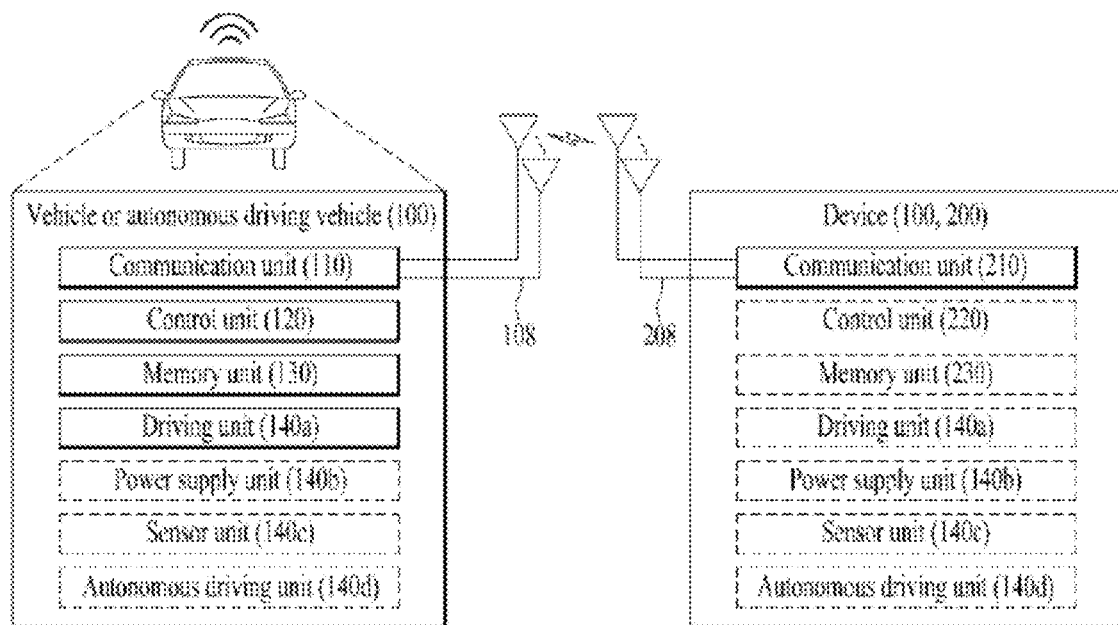 Vehicle or autonomous driving vehicle (100)
Communication unit (110)
Control unit (120)
Memory unit (130)
Driving unit (140a)
Power supply unit (140b)
Sensor unit (140c)
Autonomous driving unit (140d)
108
208
Device (100, 200)
Communication unit (210)
Control unit (220)
Memory unit (230)
Driving unit (140a)
Power supply unit (140b)
Sensor unit (140c)
Autonomous driving unit (140d)